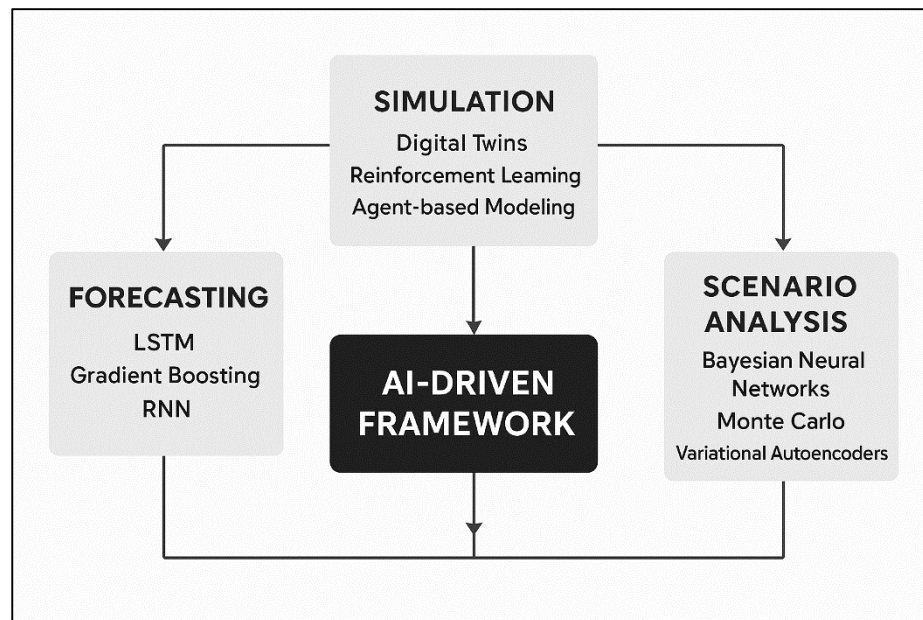 SIMULATION
Digital Twins
Reinforcement Leaming
Agent-based Modeling
FORECASTING
LSTM
Gradient Boosting
RNN
AI-DRIVEN
FRAMEWORK
SCENARIO
ANALYSIS
Bayesian Neural
Networks
Monte Carlo
Variational Autoencoders